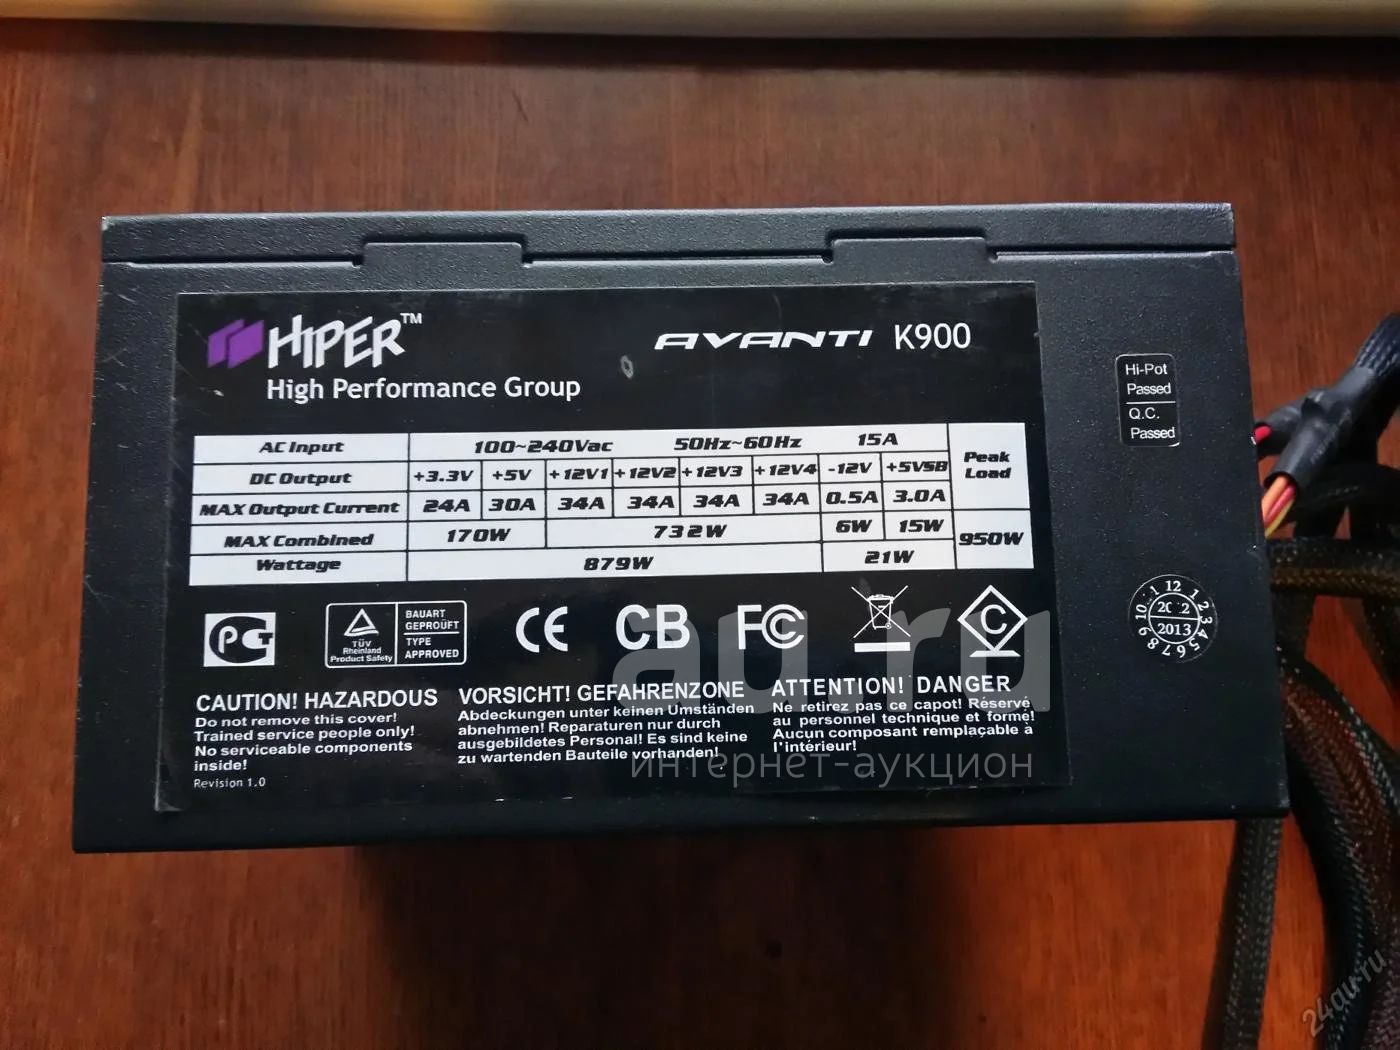 HIPER™
High Performance Group
AVANTI K900
Hi-Pot
Passed
Q.C.
Passed
AC Input 100~240Vac 50Hz~60Hz 15A Peak Load
DC Output +3.3V +5V +12V1 +12V2 +12V3 +12V4 -12V +5VSB
MAX Output Current 24A 30A 34A 34A 34A 34A 0.5A 3.0A
MAX Combined 170W 732W 6W 15W 950W
Wattage 879W 21W
РСТ
TÜV
Rheinland
Product Safety
BAUART
GEPROÜFT
TYPE
APPROVED
CE
CB
FC
C
12 1 2 3 4 5 6 7 8 9 10 11
2013
CAUTION! HAZARDOUS
Do not remove this cover!
Trained service people only!
No serviceable components
inside!
Revision 1.0
VORSICHT! GEFAHRENZONE
Abdeckungen unter keinen Umständen
abnehmen! Reparaturen nur durch
ausgebildetes Personal! Es sind keine
zu wartenden Bauteile vorhanden!
ATTENTION! DANGER
Ne retirez pas ce capot! Réservé
au personnel technique et formé!
Aucun composant remplaçable à
l'intérieur!
au.ru
интернет-аукцион
24au.ru